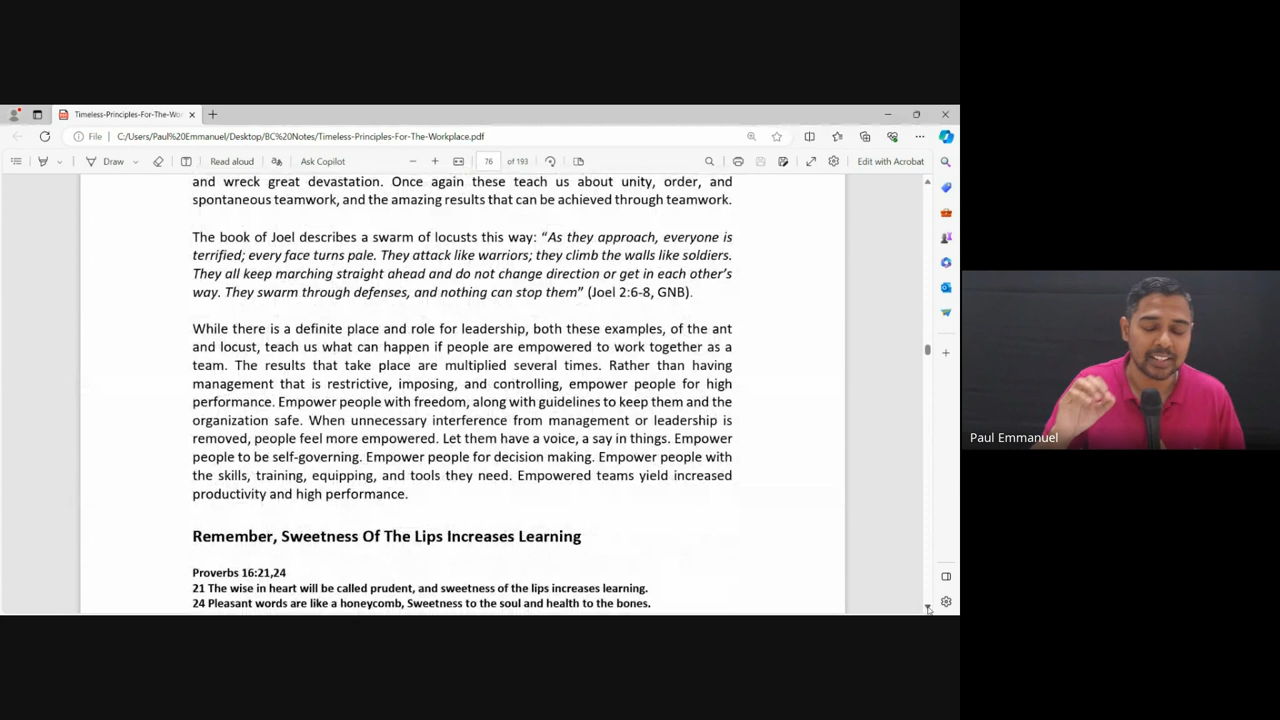 Timeless-Principles-For-The-Wor
File
C:/Users/Paul%20Emmanuel/Desktop/BC%20Notes/Timeless-Principles-For-The-Workplace.pdf
Draw
Read aloud
Ask Copilot
76 of 193
Edit with Acrobat
and wreck great devastation. Once again these teach us about unity, order, and
spontaneous teamwork, and the amazing results that can be achieved through teamwork.
The book of Joel describes a swarm of locusts this way: “As they approach, everyone is
terrified; every face turns pale. They attack like warriors; they climb the walls like soldiers.
They all keep marching straight ahead and do not change direction or get in each other’s
way. They swarm through defenses, and nothing can stop them” (Joel 2:6-8, GNB).
While there is a definite place and role for leadership, both these examples, of the ant
and locust, teach us what can happen if people are empowered to work together as a
team. The results that take place are multiplied several times. Rather than having
management that is restrictive, imposing, and controlling, empower people for high
performance. Empower people with freedom, along with guidelines to keep them and the
organization safe. When unnecessary interference from management or leadership is
removed, people feel more empowered. Let them have a voice, a say in things. Empower
people to be self-governing. Empower people for decision making. Empower people with
the skills, training, equipping, and tools they need. Empowered teams yield increased
productivity and high performance.
Remember, Sweetness Of The Lips Increases Learning
Proverbs 16:21,24
21 The wise in heart will be called prudent, and sweetness of the lips increases learning.
24 Pleasant words are like a honeycomb, Sweetness to the soul and health to the bones.
Paul Emmanuel